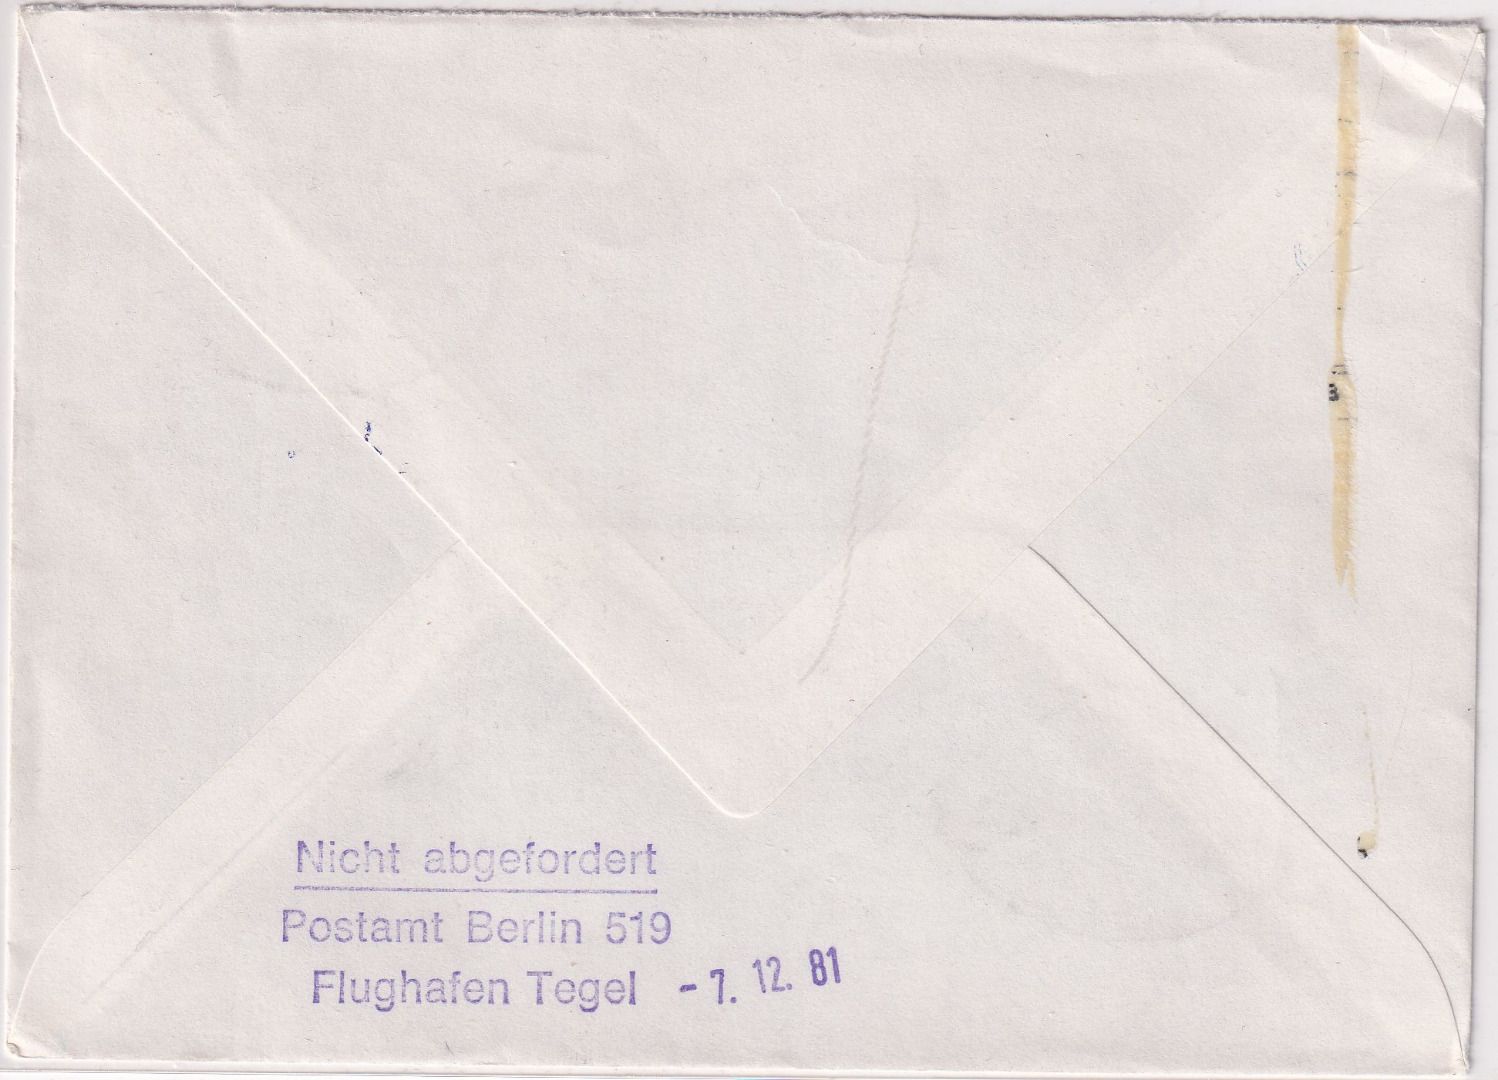 Nicht abgefordert
Postamt Berlin 519
Flughafen Tegel - 7. 12. 81